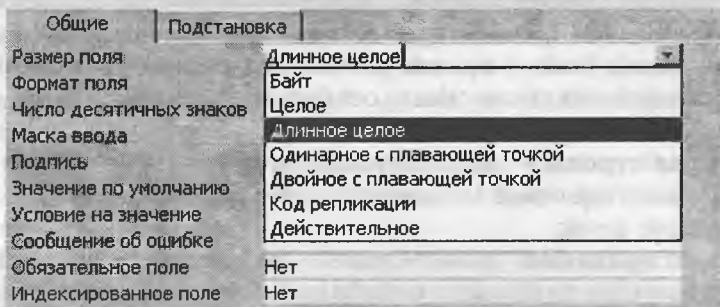 Общие Подстановка
Размер поля Длинное целое
Формат поля Байт
Число десятичных знаков Целое
Маска ввода Длинное целое
Подпись Одинарное с плавающей точкой
Значение по умолчанию Двойное с плавающей точкой
Условие на значение Код репликации
Сообщение об ошибке Действительное
Обязательное поле Нет
Индексированное поле Нет